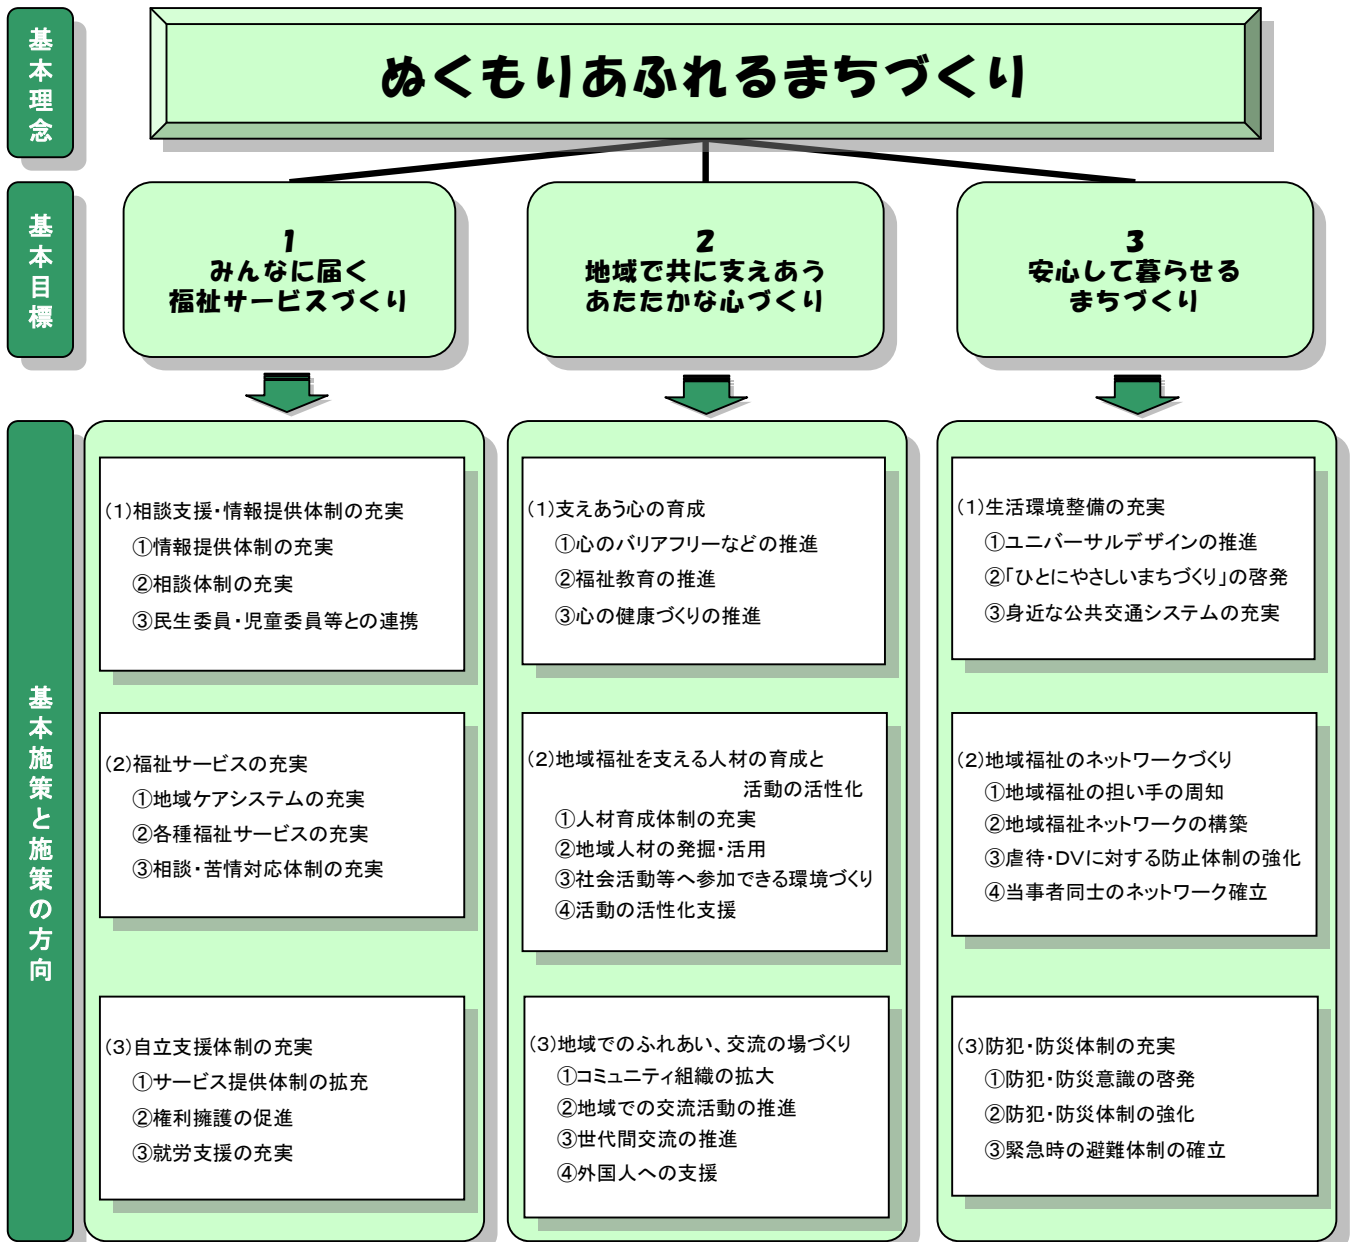 基本理念
ぬくもりあふれるまちづくり
基本目標
1
みんなに届く
福祉サービスづくり
2
地域で共に支えあう
あたたかな心づくり
3
安心して暮らせる
まちづくり
基本施策と施策の方向
(1)相談支援・情報提供体制の充実
①情報提供体制の充実
②相談体制の充実
③民生委員・児童委員等との連携
(2)福祉サービスの充実
①地域ケアシステムの充実
②各種福祉サービスの充実
③相談・苦情対応体制の充実
(3)自立支援体制の充実
①サービス提供体制の拡充
②権利擁護の促進
③就労支援の充実
(1)支えあう心の育成
①心のバリアフリーなどの推進
②福祉教育の推進
③心の健康づくりの推進
(2)地域福祉を支える人材の育成と
活動の活性化
①人材育成体制の充実
②地域人材の発掘・活用
③社会活動等へ参加できる環境づくり
④活動の活性化支援
(3)地域でのふれあい、交流の場づくり
①コミュニティ組織の拡大
②地域での交流活動の推進
③世代間交流の推進
④外国人への支援
(1)生活環境整備の充実
①ユニバーサルデザインの推進
②「ひとにやさしいまちづくり」の啓発
③身近な公共交通システムの充実
(2)地域福祉のネットワークづくり
①地域福祉の担い手の周知
②地域福祉ネットワークの構築
③虐待・DVに対する防止体制の強化
④当事者同士のネットワーク確立
(3)防犯・防災体制の充実
①防犯・防災意識の啓発
②防犯・防災体制の強化
③緊急時の避難体制の確立